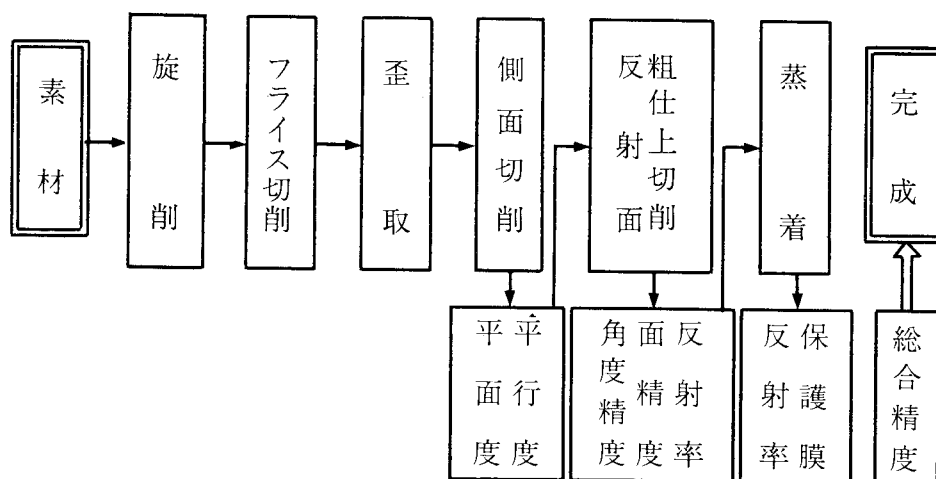 素材
旋削
フライス切削
歪取
側面切削
反射面
粗仕上切削
蒸着
完成
平面度
平行度
角度精度
面精度
反射率
反射率
保護膜
総合精度